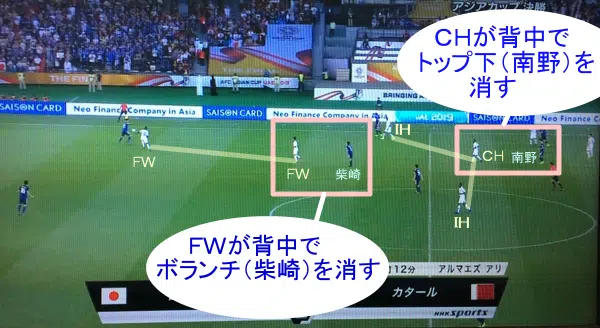 アジアカップ 決勝
ＣＨが背中で
トップ下（南野）を
消す
THE FINAL
BRINGING
SAISON CARD
Neo Finance Company in Asia
SAISON CARD
Neo Finance Company in Asia
SAISON CARD
IH
FW
FW
柴崎
CH 南野
IH
ＦＷが背中で
ボランチ（柴崎）を消す
12分
アルマエズ アリ
カタール
NHK sports